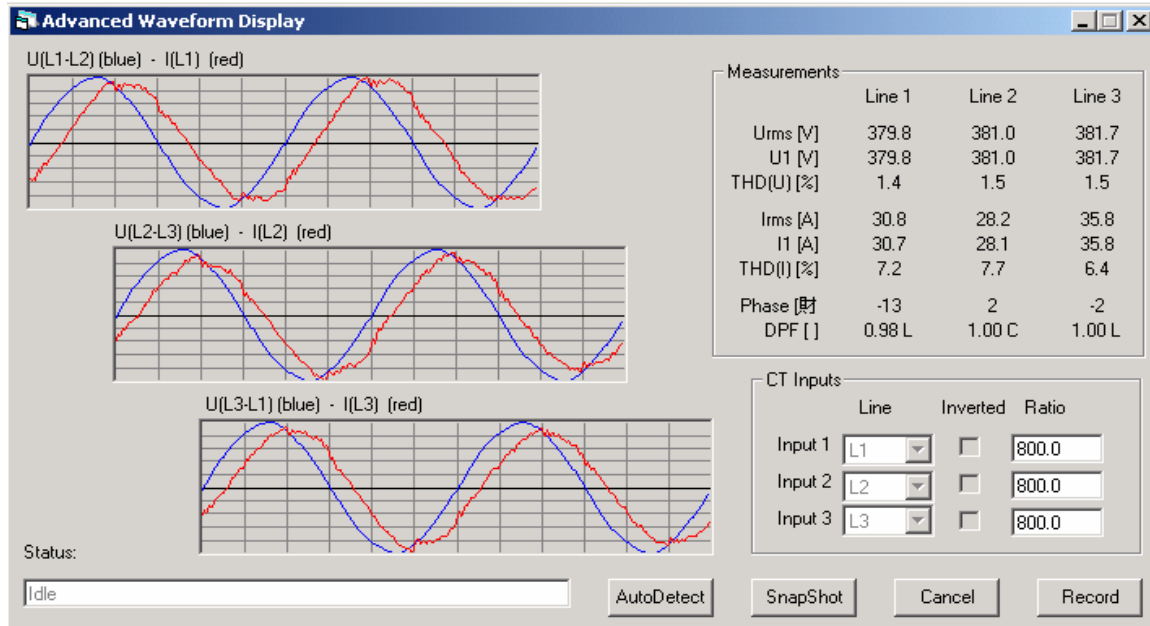 Advanced Waveform Display
U(L1-L2) (blue) - I(L1) (red)
U(L2-L3) (blue) - I(L2) (red)
U(L3-L1) (blue) - I(L3) (red)
Measurements
Line 1 Line 2 Line 3
Urms [V] 379.8 381.0 381.7
U1 [V] 379.8 381.0 381.7
THD(U) [%] 1.4 1.5 1.5
Irms [A] 30.8 28.2 35.8
I1 [A] 30.7 28.1 35.8
THD(I) [%] 7.2 7.7 6.4
Phase [財 -13 2 -2
DPF [ ] 0.98 L 1.00 C 1.00 L
CT Inputs
Line Inverted Ratio
Input 1 L1 800.0
Input 2 L2 800.0
Input 3 L3 800.0
Status:
Idle
AutoDetect SnapShot Cancel Record